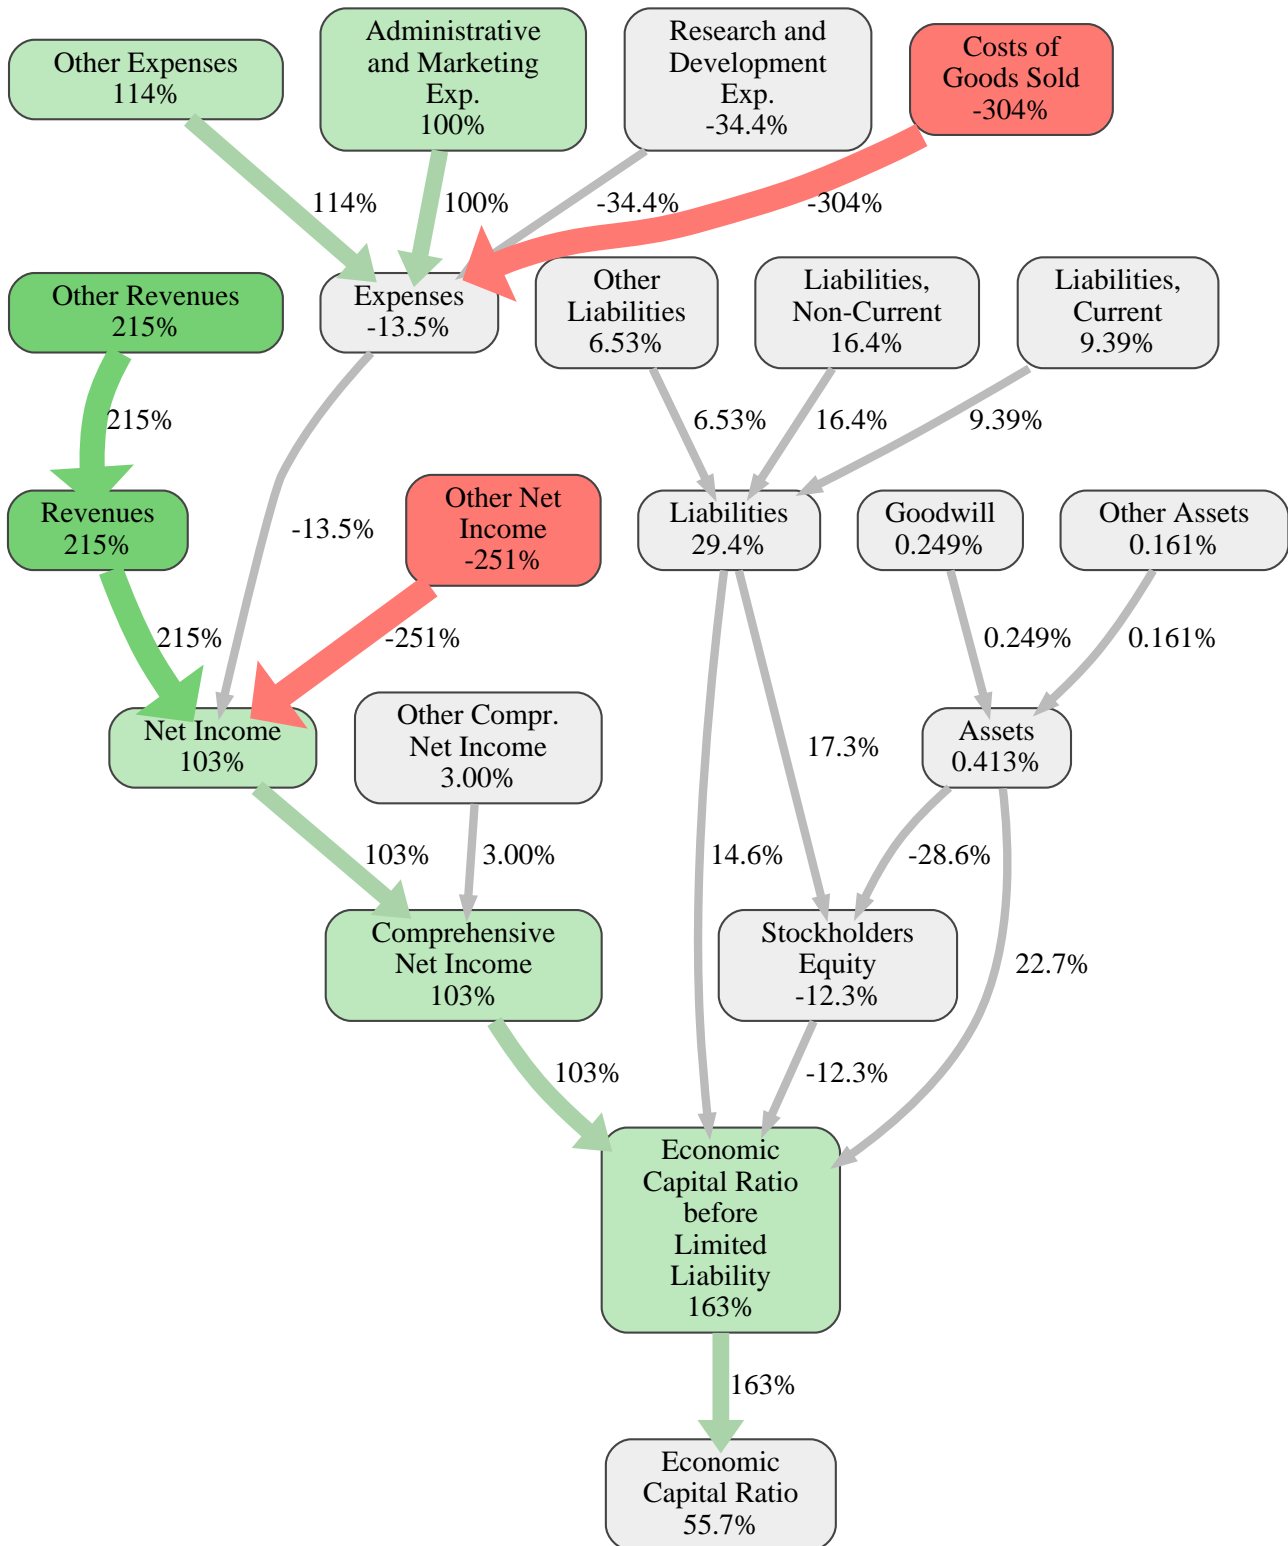 Other Expenses
114%
Administrative
and Marketing
Exp.
100%
Research and
Development
Exp.
-34.4%
Costs of
Goods Sold
-304%
114%
100%
-34.4%
-304%
Other Revenues
215%
Expenses
-13.5%
Other
Liabilities
6.53%
Liabilities,
Non-Current
16.4%
Liabilities,
Current
9.39%
215%
6.53%
16.4%
9.39%
Revenues
215%
-13.5%
Other Net
Income
-251%
Liabilities
29.4%
Goodwill
0.249%
Other Assets
0.161%
215%
-251%
0.249%
0.161%
Net Income
103%
Other Compr.
Net Income
3.00%
17.3%
Assets
0.413%
103%
3.00%
14.6%
-28.6%
Comprehensive
Net Income
103%
Stockholders
Equity
-12.3%
22.7%
103%
-12.3%
Economic
Capital Ratio
before
Limited
Liability
163%
163%
Economic
Capital Ratio
55.7%